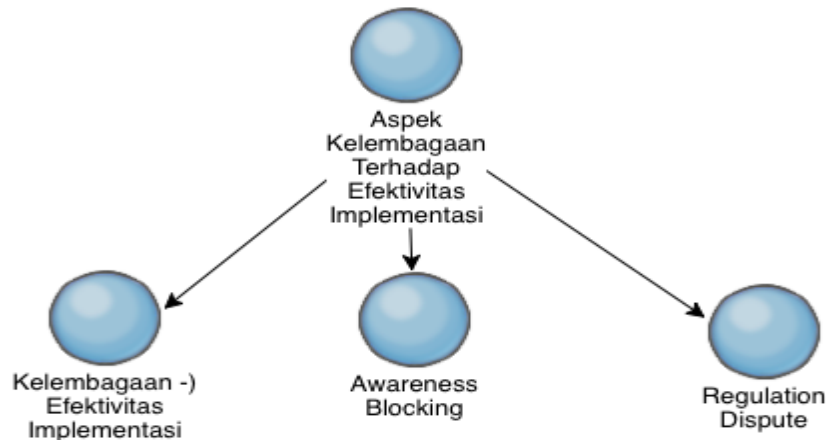 Aspek
Kelembagaan
Terhadap
Efektivitas
Implementasi
Kelembagaan -)
Efektivitas
Implementasi
Awareness
Blocking
Regulation
Dispute